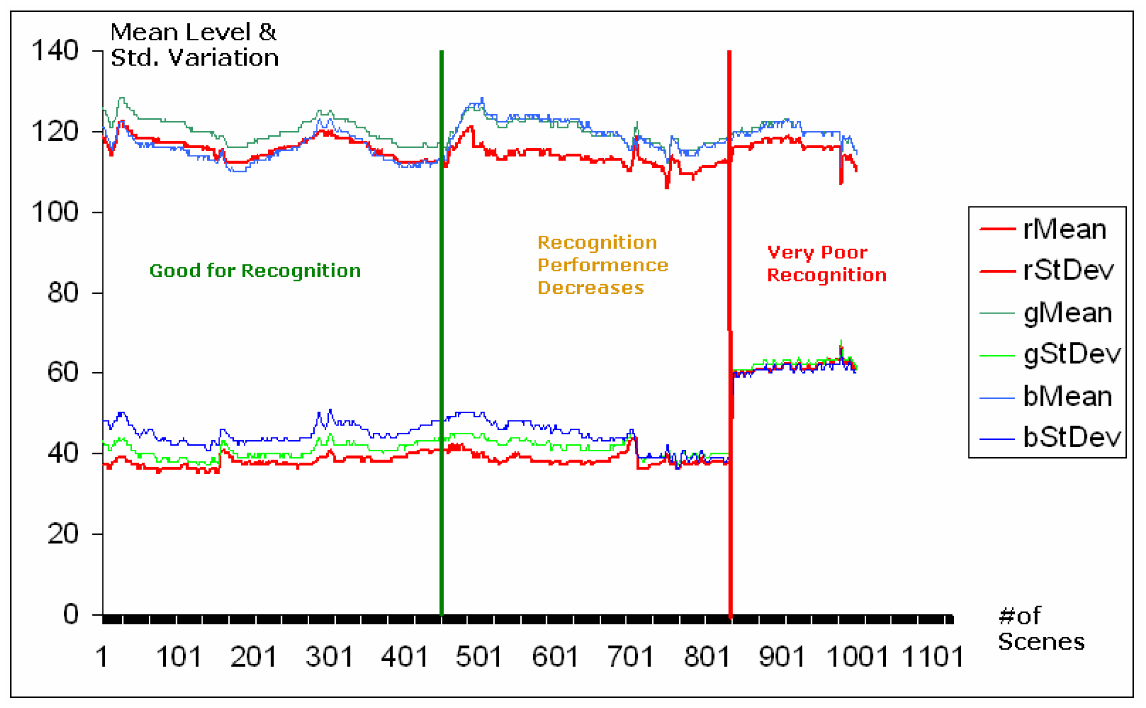 Mean Level &
Std. Variation
140
120
100
80
60
40
20
0
Good for Recognition
Recognition
Performence
Decreases
Very Poor
Recognition
rMean
rStDev
gMean
gStDev
bMean
bStDev
1 101 201 301 401 501 601 701 801 901 1001 1101
#of
Scenes